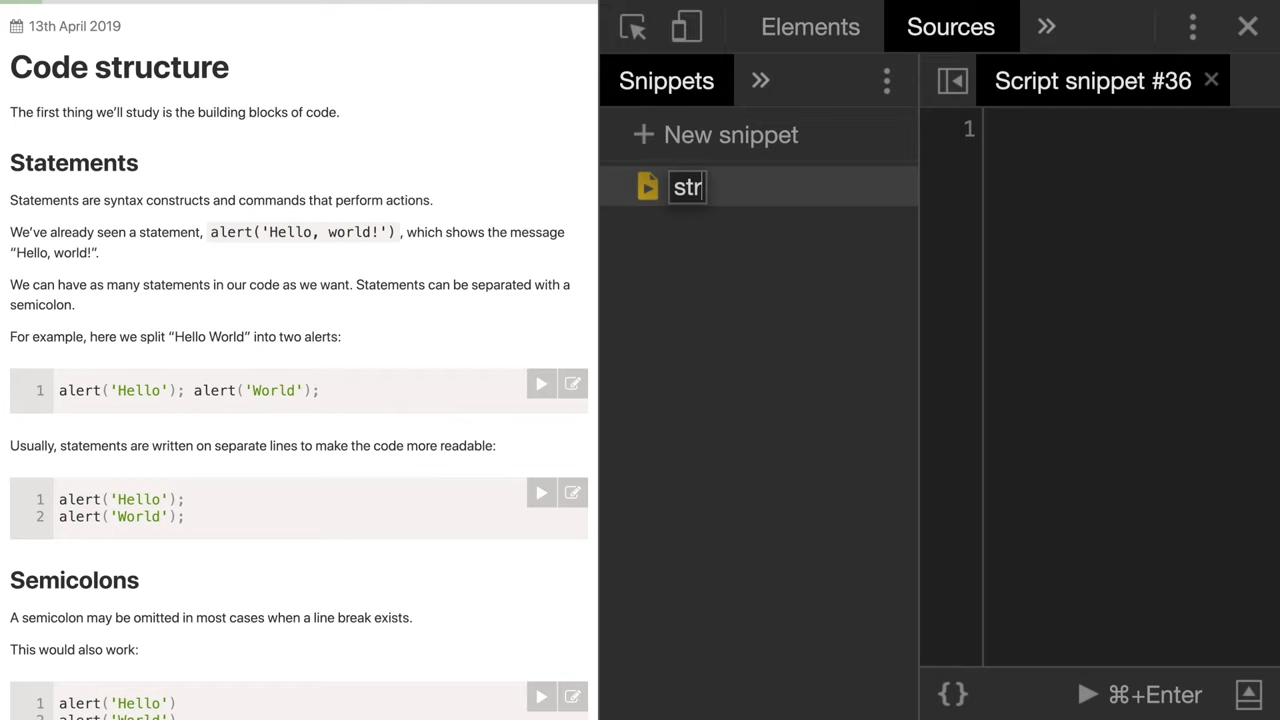 13th April 2019
Code structure
The first thing we’ll study is the building blocks of code.
Statements
Statements are syntax constructs and commands that perform actions.
We’ve already seen a statement, alert('Hello, world!'), which shows the message
“Hello, world!”.
We can have as many statements in our code as we want. Statements can be separated with a
semicolon.
For example, here we split “Hello World” into two alerts:
1 alert('Hello'); alert('World');
Usually, statements are written on separate lines to make the code more readable:
1 alert('Hello');
2 alert('World');
Semicolons
A semicolon may be omitted in most cases when a line break exists.
This would also work:
1 alert('Hello')
2 alert('World')
Elements
Sources
»
Snippets
»
Script snippet #36
+ New snippet
str
1
{}
⌘+Enter